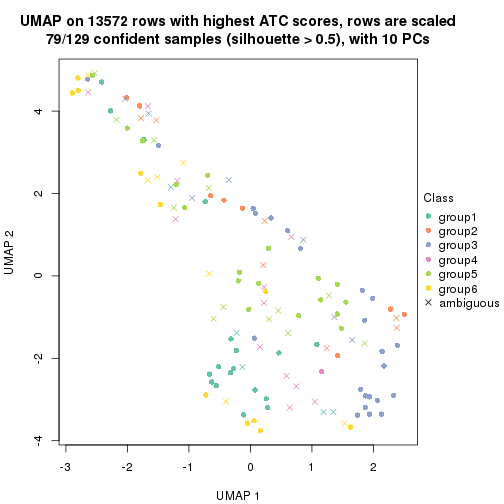 UMAP on 13572 rows with highest ATC scores, rows are scaled
79/129 confident samples (silhouette > 0.5), with 10 PCs
Class
group1
group2
group3
group4
group5
group6
ambiguous
UMAP 2
4
2
0
-2
-4
-3
-2
-1
0
1
2
UMAP 1